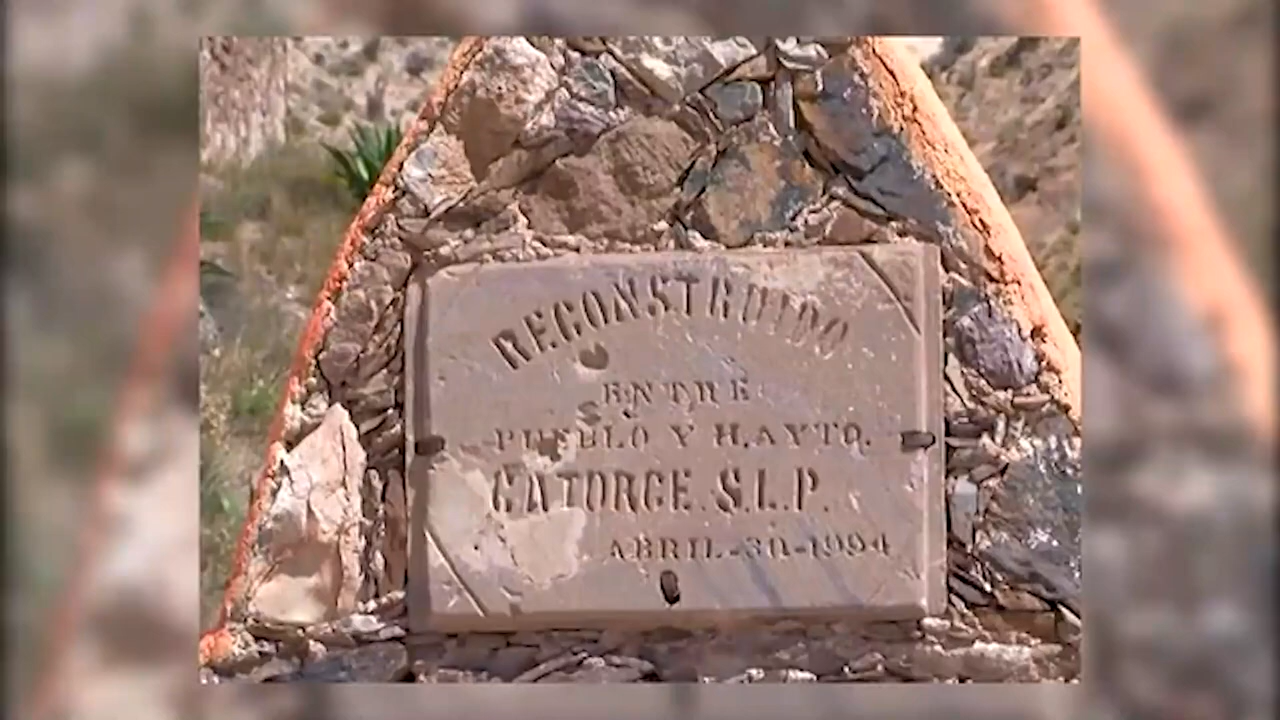 RECONSTRUIDO
ENTRE
PUEBLO Y H. AYTO.
CATORCE S.L.P.
ABRIL-30-1994